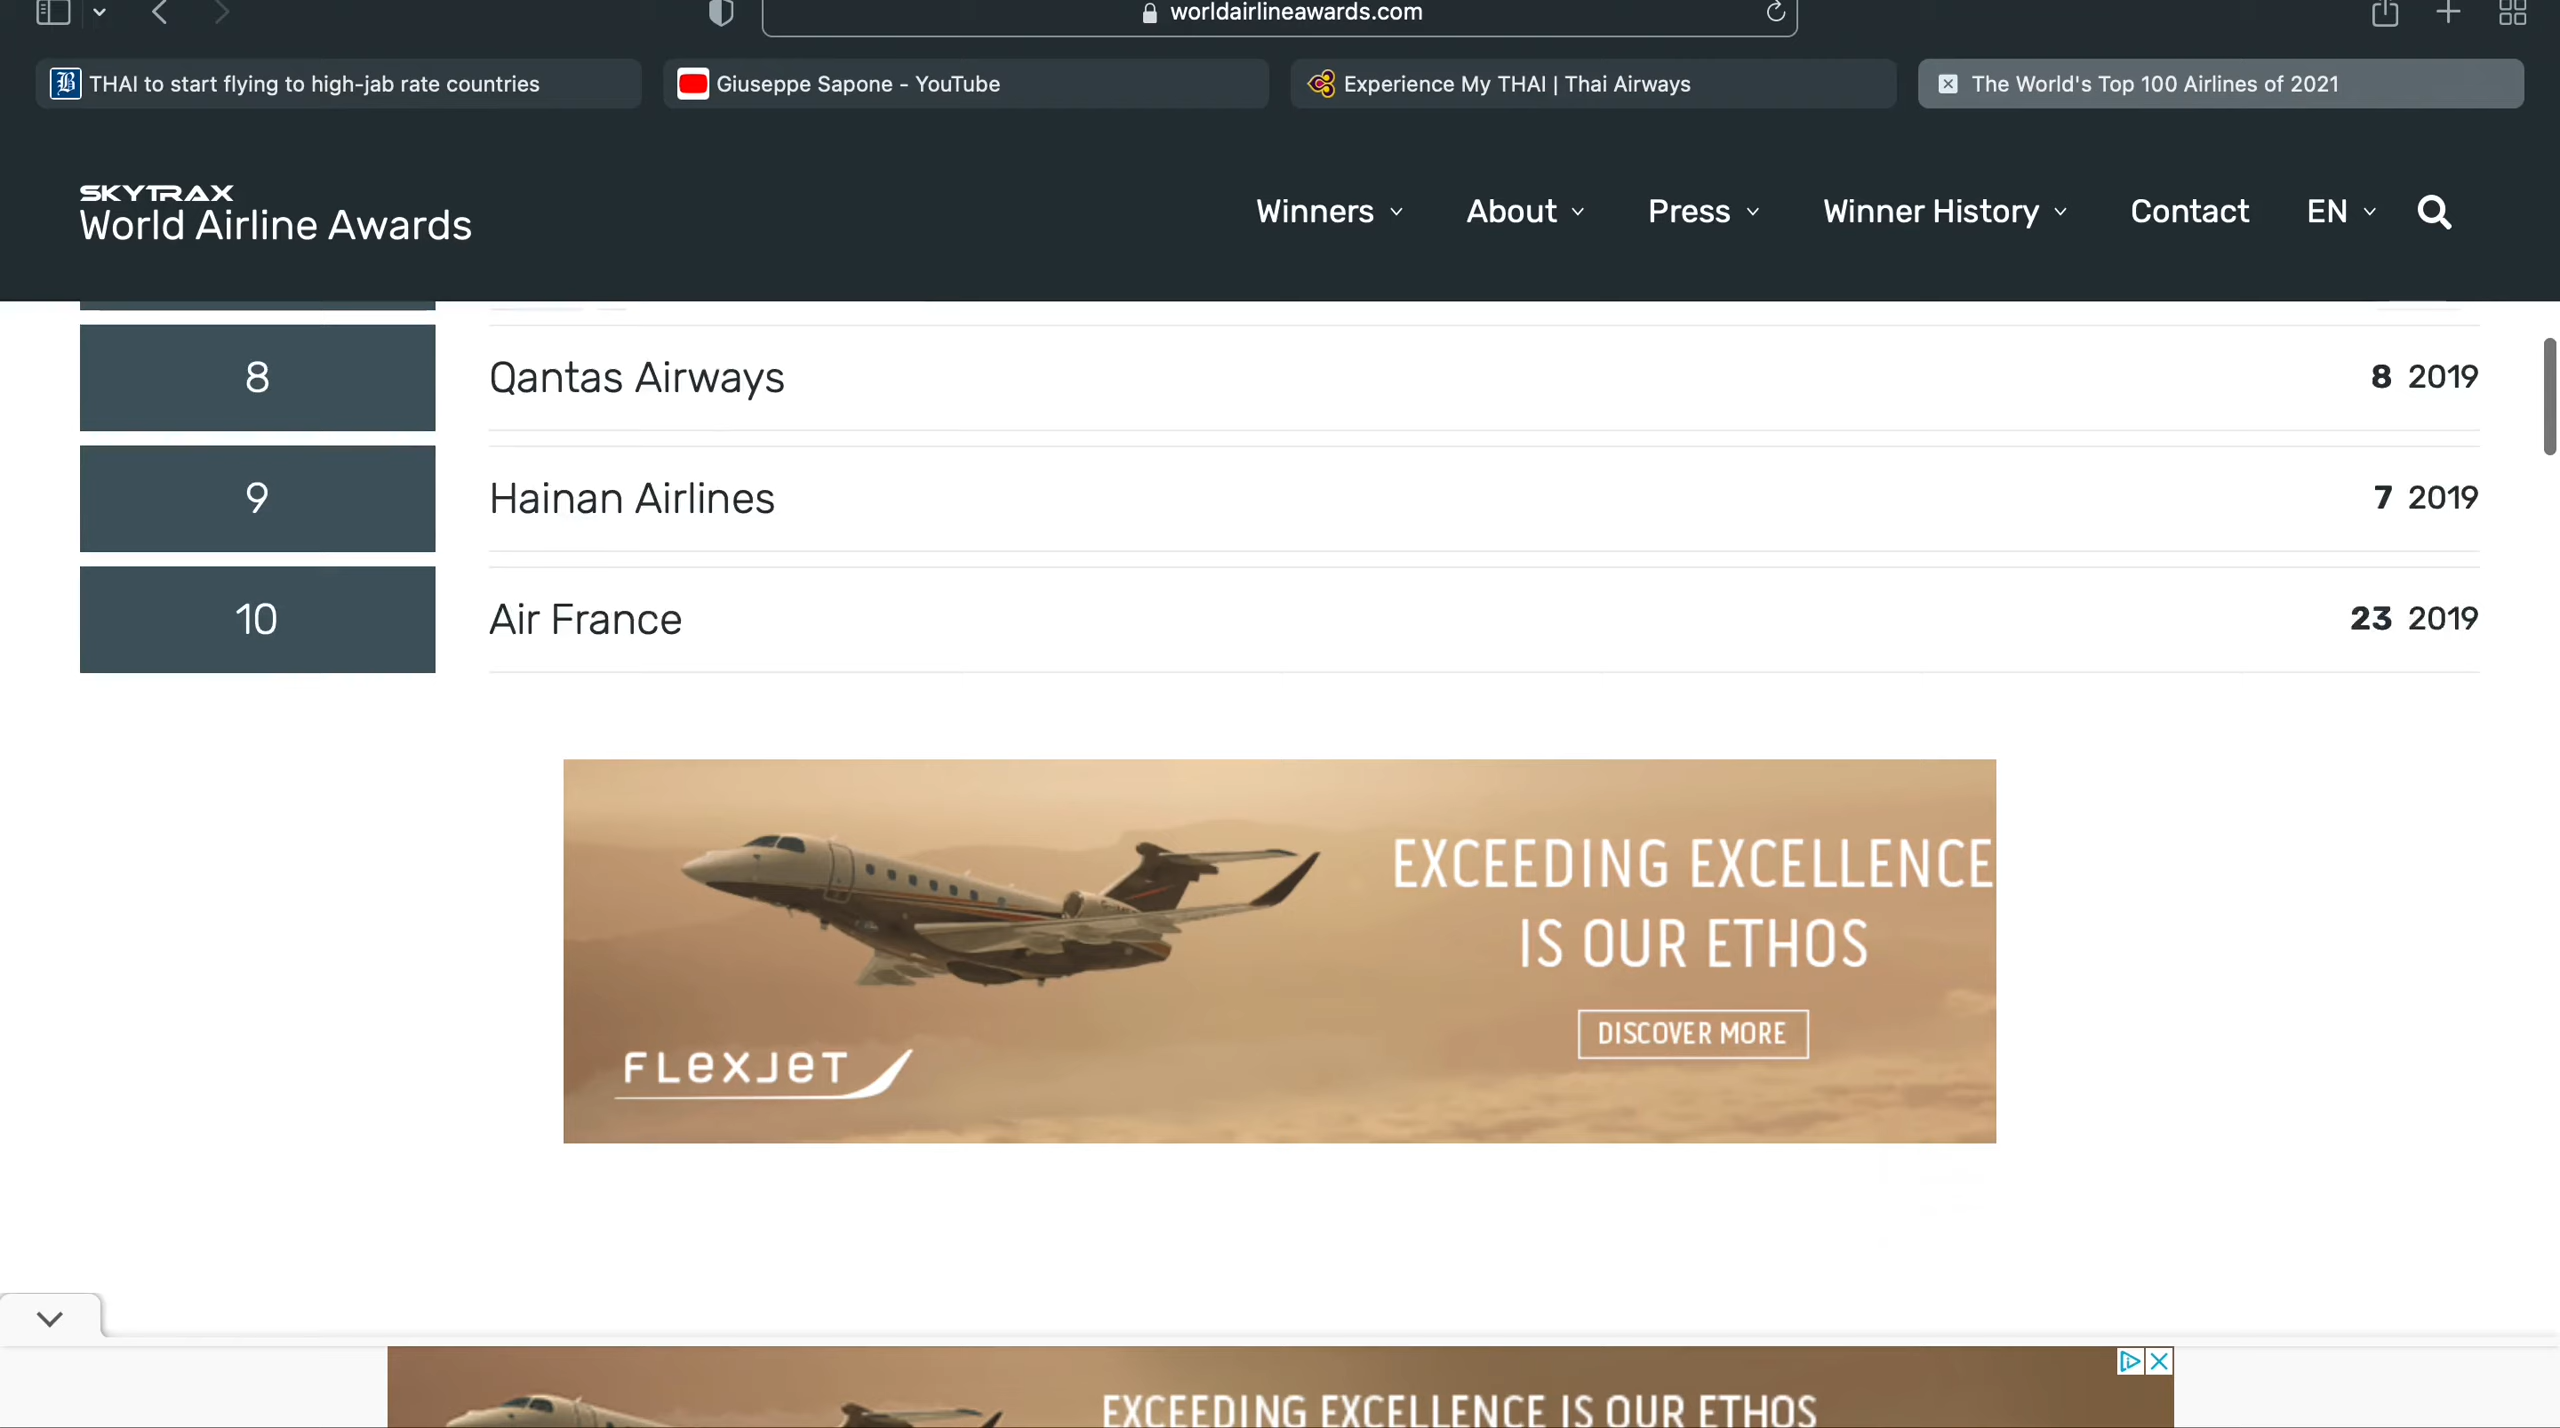 worldairlineawards.com
THAI to start flying to high-jab rate countries
Giuseppe Sapone - YouTube
Experience My THAI | Thai Airways
The World's Top 100 Airlines of 2021
SKYTRAX
World Airline Awards
Winners
About
Press
Winner History
Contact
EN
8 Qantas Airways 8 2019
9 Hainan Airlines 7 2019
10 Air France 23 2019
EXCEEDING EXCELLENCE
IS OUR ETHOS
DISCOVER MORE
FLEXJET
EXCEEDING EXCELLENCE IS OUR ETHOS